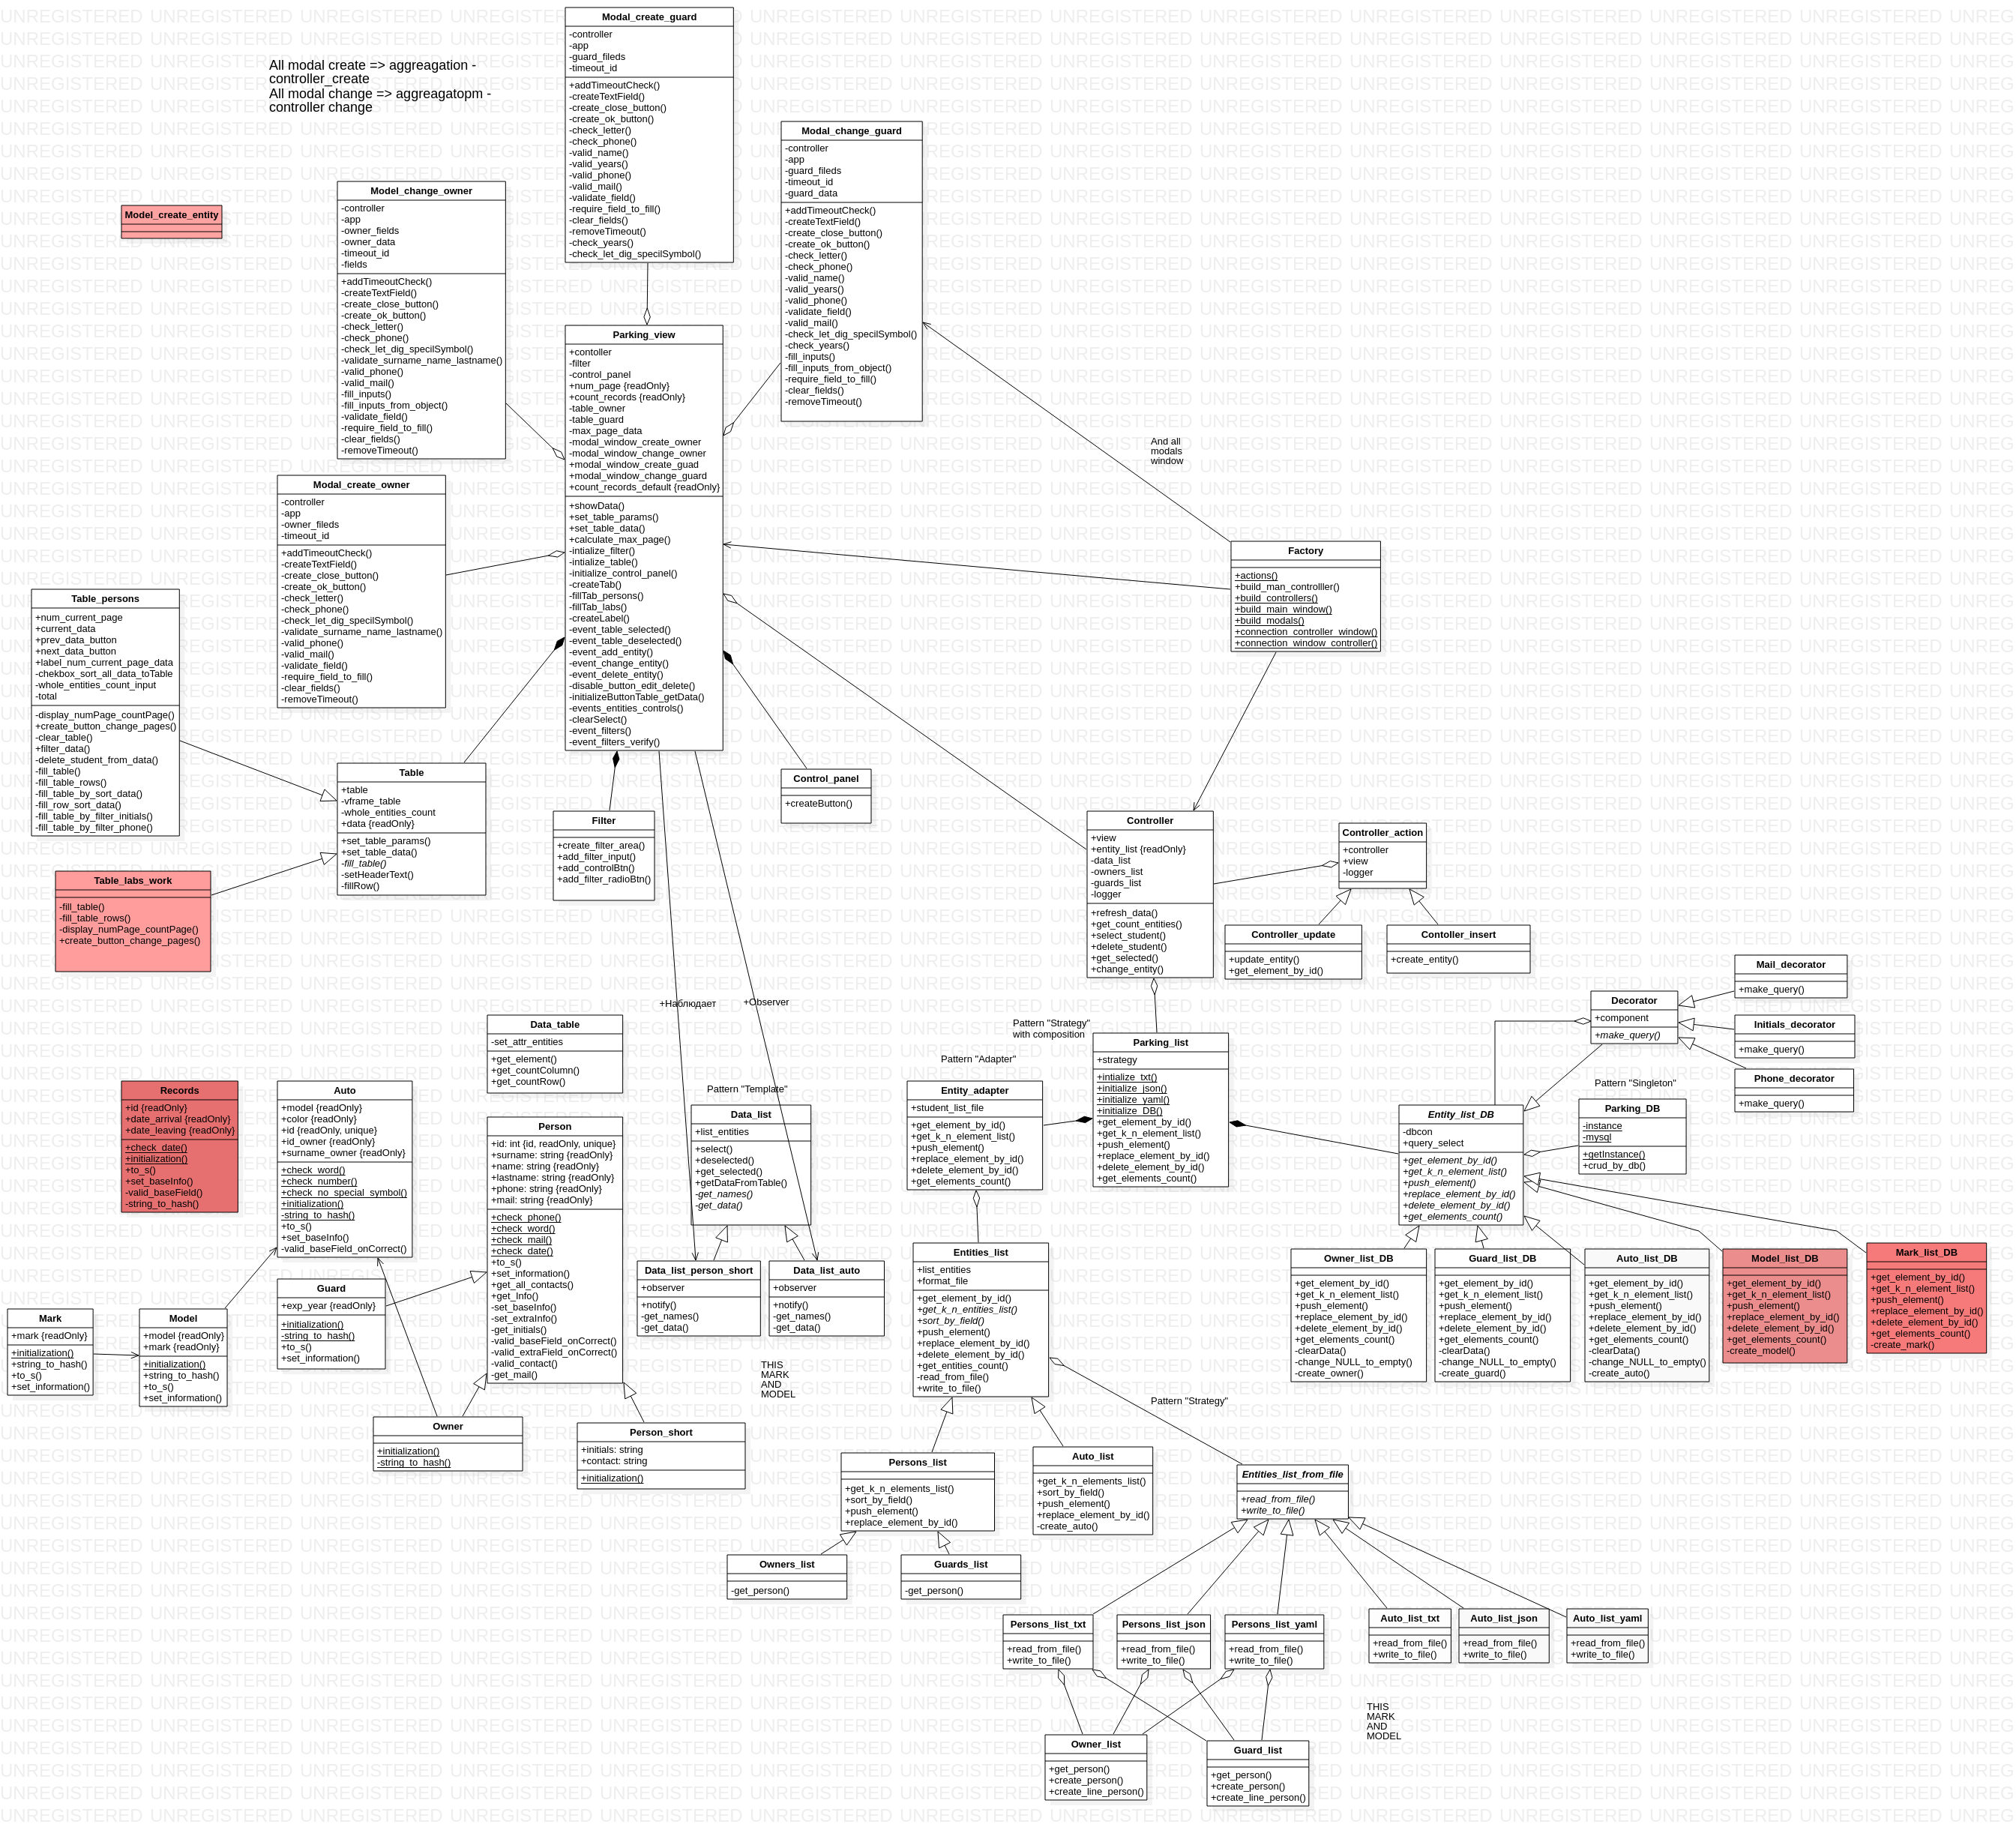 All modal create => aggreagation -
controller_create
All modal change => aggreagatopm -
controller change
Modal_create_guard
-controller
-app
-guard_fileds
-timeout_id
+addTimeoutCheck()
-createTextField()
-create_close_button()
-create_ok_button()
-check_letter()
-check_phone()
-valid_name()
-valid_years()
-valid_phone()
-valid_mail()
-validate_field()
-require_field_to_fill()
-clear_fields()
-removeTimeout()
-check_years()
-check_let_dig_specilSymbol()
Modal_change_guard
-controller
-app
-guard_fileds
-timeout_id
-guard_data
+addTimeoutCheck()
-createTextField()
-create_close_button()
-create_ok_button()
-check_letter()
-check_phone()
-valid_name()
-valid_years()
-valid_phone()
-validate_field()
-valid_mail()
-check_let_dig_specilSymbol()
-check_years()
-fill_inputs()
-fill_inputs_from_object()
-require_field_to_fill()
-clear_fields()
-removeTimeout()
Model_create_entity
Model_change_owner
-controller
-app
-owner_fields
-owner_data
-timeout_id
-fields
+addTimeoutCheck()
-createTextField()
-create_close_button()
-create_ok_button()
-check_letter()
-check_phone()
-check_let_dig_specilSymbol()
-validate_surname_name_lastname()
-valid_phone()
-valid_mail()
-fill_inputs()
-fill_inputs_from_object()
-validate_field()
-require_field_to_fill()
-clear_fields()
-removeTimeout()
Parking_view
+contoller
-filter
-control_panel
+num_page {readOnly}
+count_records {readOnly}
-table_owner
-table_guard
-max_page_data
-modal_window_create_owner
-modal_window_change_owner
+modal_window_create_guad
+modal_window_change_guard
+count_records_default {readOnly}
+showData()
+set_table_params()
+set_table_data()
+calculate_max_page()
-intialize_filter()
-intialize_table()
-initialize_control_panel()
-createTab()
-fillTab_persons()
-fillTab_labs()
-createLabel()
-event_table_selected()
-event_table_deselected()
-event_add_entity()
-event_change_entity()
-event_delete_entity()
-disable_button_edit_delete()
-initializeButtonTable_getData()
-events_entities_controls()
-clearSelect()
-event_filters()
-event_filters_verify()
Modal_create_owner
-controller
-app
-owner_fileds
-timeout_id
+addTimeoutCheck()
-createTextField()
-create_close_button()
-create_ok_button()
-check_letter()
-check_phone()
-check_let_dig_specilSymbol()
-validate_surname_name_lastname()
-valid_phone()
-valid_mail()
-validate_field()
-require_field_to_fill()
-clear_fields()
-removeTimeout()
And all
modals
window
Factory
+actions()
+build_man_controlller()
+build_controllers()
+build_main_window()
+build_modals()
+connection_controller_window()
+connection_window_controller()
Table_persons
+num_current_page
+current_data
+prev_data_button
+next_data_button
+label_num_current_page_data
-chekbox_sort_all_data_toTable
-whole_entities_count_input
-total
-display_numPage_countPage()
+create_button_change_pages()
-clear_table()
+filter_data()
-delete_student_from_data()
-fill_table()
-fill_table_rows()
-fill_table_by_sort_data()
-fill_row_sort_data()
-fill_table_by_filter_initials()
-fill_table_by_filter_phone()
Table
+table
-vframe_table
-whole_entities_count
+data {readOnly}
+set_table_params()
+set_table_data()
-fill_table()
-setHeaderText()
-fillRow()
Table_labs_work
-fill_table()
-fill_table_rows()
-display_numPage_countPage()
+create_button_change_pages()
Filter
+create_filter_area()
+add_filter_input()
+add_controlBtn()
+add_filter_radioBtn()
Control_panel
+createButton()
Controller
+view
+entity_list {readOnly}
-data_list
-owners_list
-guards_list
-logger
+refresh_data()
+get_count_entities()
+select_student()
+delete_student()
+get_selected()
+change_entity()
Controller_action
+controller
+view
-logger
Controller_update
+update_entity()
+get_element_by_id()
Contoller_insert
+create_entity()
Decorator
+component
+make_query()
Mail_decorator
+make_query()
Initials_decorator
+make_query()
Phone_decorator
+make_query()
+Наблюдает
+Observer
Pattern "Strategy"
with composition
Pattern "Adapter"
Pattern "Template"
Pattern "Singleton"
Data_table
-set_attr_entities
+get_element()
+get_countColumn()
+get_countRow()
Parking_list
+strategy
+intialize_txt()
+initialize_json()
+initialize_yaml()
+initialize_DB()
+get_element_by_id()
+get_k_n_element_list()
+push_element()
+replace_element_by_id()
+delete_element_by_id()
+get_elements_count()
Entity_adapter
+student_list_file
+get_element_by_id()
+get_k_n_element_list()
+push_element()
+replace_element_by_id()
+delete_element_by_id()
+get_elements_count()
Entity_list_DB
-dbcon
+query_select
+get_element_by_id()
+get_k_n_element_list()
+push_element()
+replace_element_by_id()
+delete_element_by_id()
+get_elements_count()
Parking_DB
-instance
-mysql
+getInstance()
+crud_by_db()
Records
+id {readOnly}
+date_arrival {readOnly}
+date_leaving {readOnly}
+check_date()
+initialization()
+to_s()
+set_baseInfo()
-valid_baseField()
-string_to_hash()
Auto
+model {readOnly}
+color {readOnly}
+id {readOnly, unique}
+id_owner {readOnly}
+surname_owner {readOnly}
+check_word()
+check_number()
+check_no_special_symbol()
+initialization()
-string_to_hash()
+to_s()
+set_baseInfo()
-valid_baseField_onCorrect()
Person
+id: int {id, readOnly, unique}
+surname: string {readOnly}
+name: string {readOnly}
+lastname: string {readOnly}
+phone: string {readOnly}
+mail: string {readOnly}
+check_phone()
+check_word()
+check_mail()
+check_date()
+to_s()
+set_information()
+get_all_contacts()
+get_Info()
-set_baseInfo()
-set_extraInfo()
-get_initials()
-valid_baseField_onCorrect()
-valid_extraField_onCorrect()
-valid_contact()
-get_mail()
Data_list
+list_entities
+select()
+deselected()
+get_selected()
+getDataFromTable()
-get_names()
-get_data()
Data_list_person_short
+observer
+notify()
-get_names()
-get_data()
Data_list_auto
+observer
+notify()
-get_names()
-get_data()
THIS
MARK
AND
MODEL
Entities_list
+list_entities
+format_file
+get_element_by_id()
+get_k_n_entities_list()
+sort_by_field()
+push_element()
+replace_element_by_id()
+delete_element_by_id()
+get_entities_count()
-read_from_file()
+write_to_file()
Owner_list_DB
+get_element_by_id()
+get_k_n_element_list()
+push_element()
+replace_element_by_id()
+delete_element_by_id()
+get_elements_count()
-clearData()
-change_NULL_to_empty()
-create_owner()
Guard_list_DB
+get_element_by_id()
+get_k_n_element_list()
+push_element()
+replace_element_by_id()
+delete_element_by_id()
+get_elements_count()
-clearData()
-change_NULL_to_empty()
-create_guard()
Auto_list_DB
+get_element_by_id()
+get_k_n_element_list()
+push_element()
+replace_element_by_id()
+delete_element_by_id()
+get_elements_count()
-clearData()
-change_NULL_to_empty()
-create_auto()
Model_list_DB
+get_element_by_id()
+get_k_n_element_list()
+push_element()
+replace_element_by_id()
+delete_element_by_id()
+get_elements_count()
-create_model()
Mark_list_DB
+get_element_by_id()
+get_k_n_element_list()
+push_element()
+replace_element_by_id()
+delete_element_by_id()
+get_elements_count()
-create_mark()
Mark
+mark {readOnly}
+initialization()
+string_to_hash()
+to_s()
+set_information()
Model
+model {readOnly}
+mark {readOnly}
+initialization()
+string_to_hash()
+to_s()
+set_information()
Guard
+exp_year {readOnly}
+initialization()
-string_to_hash()
+to_s()
+set_information()
Owner
+initialization()
-string_to_hash()
Person_short
+initials: string
+contact: string
+initialization()
Pattern "Strategy"
Persons_list
+get_k_n_elements_list()
+sort_by_field()
+push_element()
+replace_element_by_id()
Auto_list
+get_k_n_elements_list()
+sort_by_field()
+push_element()
+replace_element_by_id()
-create_auto()
Entities_list_from_file
+read_from_file()
+write_to_file()
Owners_list
-get_person()
Guards_list
-get_person()
Persons_list_txt
+read_from_file()
+write_to_file()
Persons_list_json
+read_from_file()
+write_to_file()
Persons_list_yaml
+read_from_file()
+write_to_file()
Auto_list_txt
+read_from_file()
+write_to_file()
Auto_list_json
+read_from_file()
+write_to_file()
Auto_list_yaml
+read_from_file()
+write_to_file()
THIS
MARK
AND
MODEL
Owner_list
+get_person()
+create_person()
+create_line_person()
Guard_list
+get_person()
+create_person()
+create_line_person()